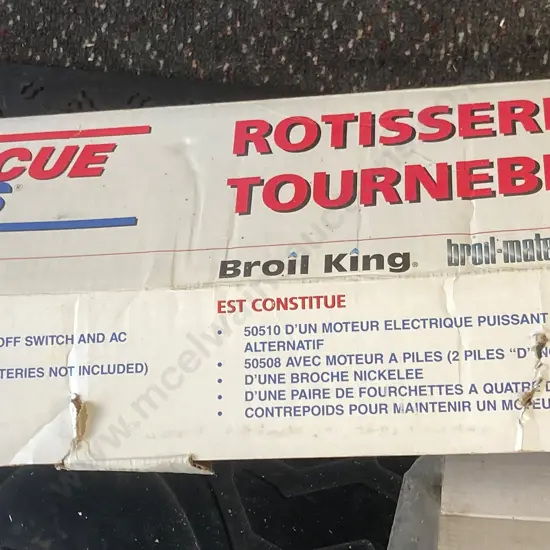 CUE
ROTISSERI
TOURNEB
Broil King®
broil-mate
OFF SWITCH AND AC
TERIES NOT INCLUDED)
EST CONSTITUE
• 50510 D'UN MOTEUR ELECTRIQUE PUISSANT
ALTERNATIF
• 50508 AVEC MOTEUR A PILES (2 PILES "D"
• D'UNE BROCHE NICKELEE
• D'UNE PAIRE DE FOURCHETTES A QUATRE
• CONTREPOIDS POUR MAINTENIR UN